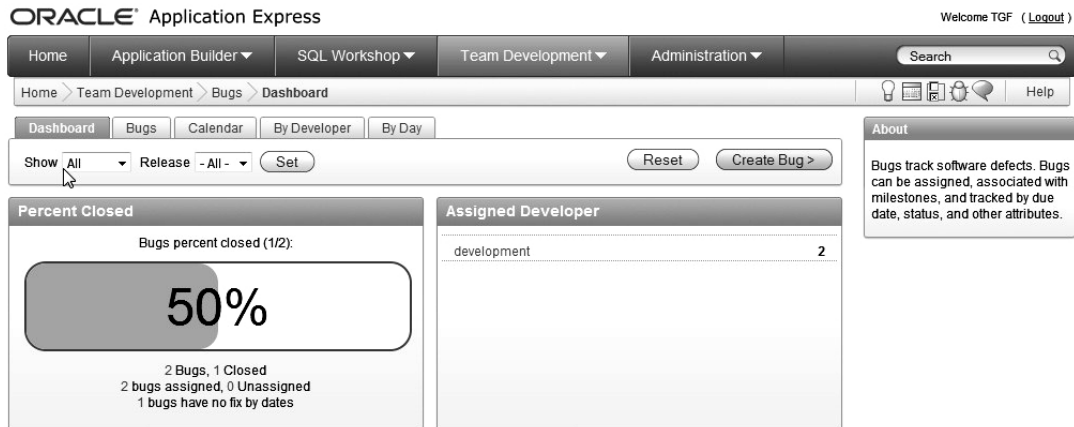 ORACLE® Application Express
Welcome TGF ( Logout )
Home Application Builder SQL Workshop Team Development Administration Search
Home Team Development Bugs Dashboard Help
Dashboard Bugs Calendar By Developer By Day
Show All Release - All - Set Reset Create Bug >
About
Bugs track software defects. Bugs
can be assigned, associated with
milestones, and tracked by due
date, status, and other attributes.
Percent Closed
Bugs percent closed (1/2):
50%
2 Bugs, 1 Closed
2 bugs assigned, 0 Unassigned
1 bugs have no fix by dates
Assigned Developer
development 2